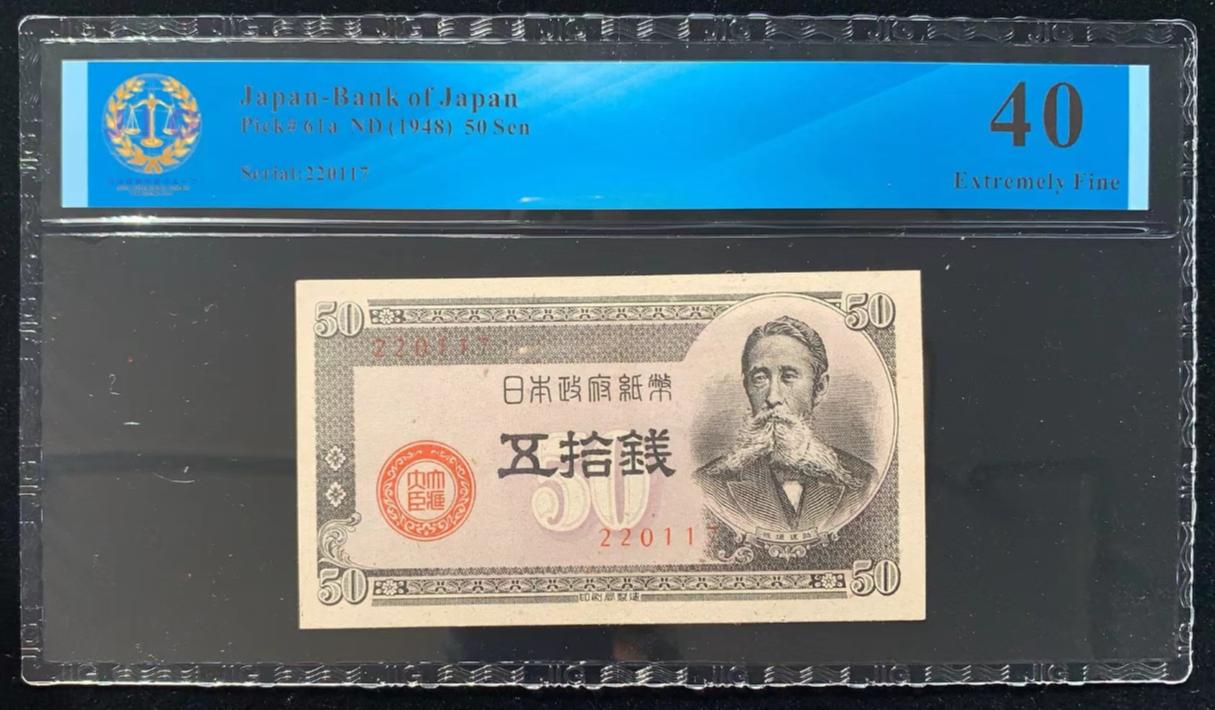 Japan-Bank of Japan
Pick# 61a ND (1948) 50 Sen
Serial:220117
40
Extremely Fine
50
50
220117
日本政府紙幣
五拾銭
50
220117
50
50
JIG